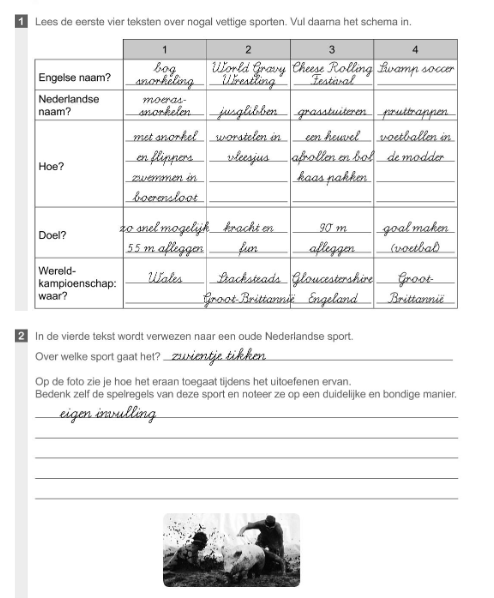 1 Lees de eerste vier teksten over nogal vettige sporten. Vul daarna het schema in.
1 2 3 4
Engelse naam? bog snorkeling World Gravy Wrestling Cheese Rolling Festival Swamp soccer
Nederlandse naam? moeras-snorkelen jusglibben grasstuiteren pruttrappen
Hoe? met snorkel en flippers zwemmen in boerensloot worstelen in vleesjus een heuvel afrollen en bol kaas pakken voetballen in de modder
Doel? zo snel mogelijk 55 m afleggen kracht en fun 90 m afleggen goal maken (voetbal)
Wereld-kampioenschap: waar? Wales Stacksteads Groot-Brittannië Gloucestershire Engeland Groot-Brittannië
2 In de vierde tekst wordt verwezen naar een oude Nederlandse sport.
Over welke sport gaat het? zwientje tikken
Op de foto zie je hoe het eraan toegaat tijdens het uitoefenen ervan.
Bedenk zelf de spelregels van deze sport en noteer ze op een duidelijke en bondige manier.
eigen invulling